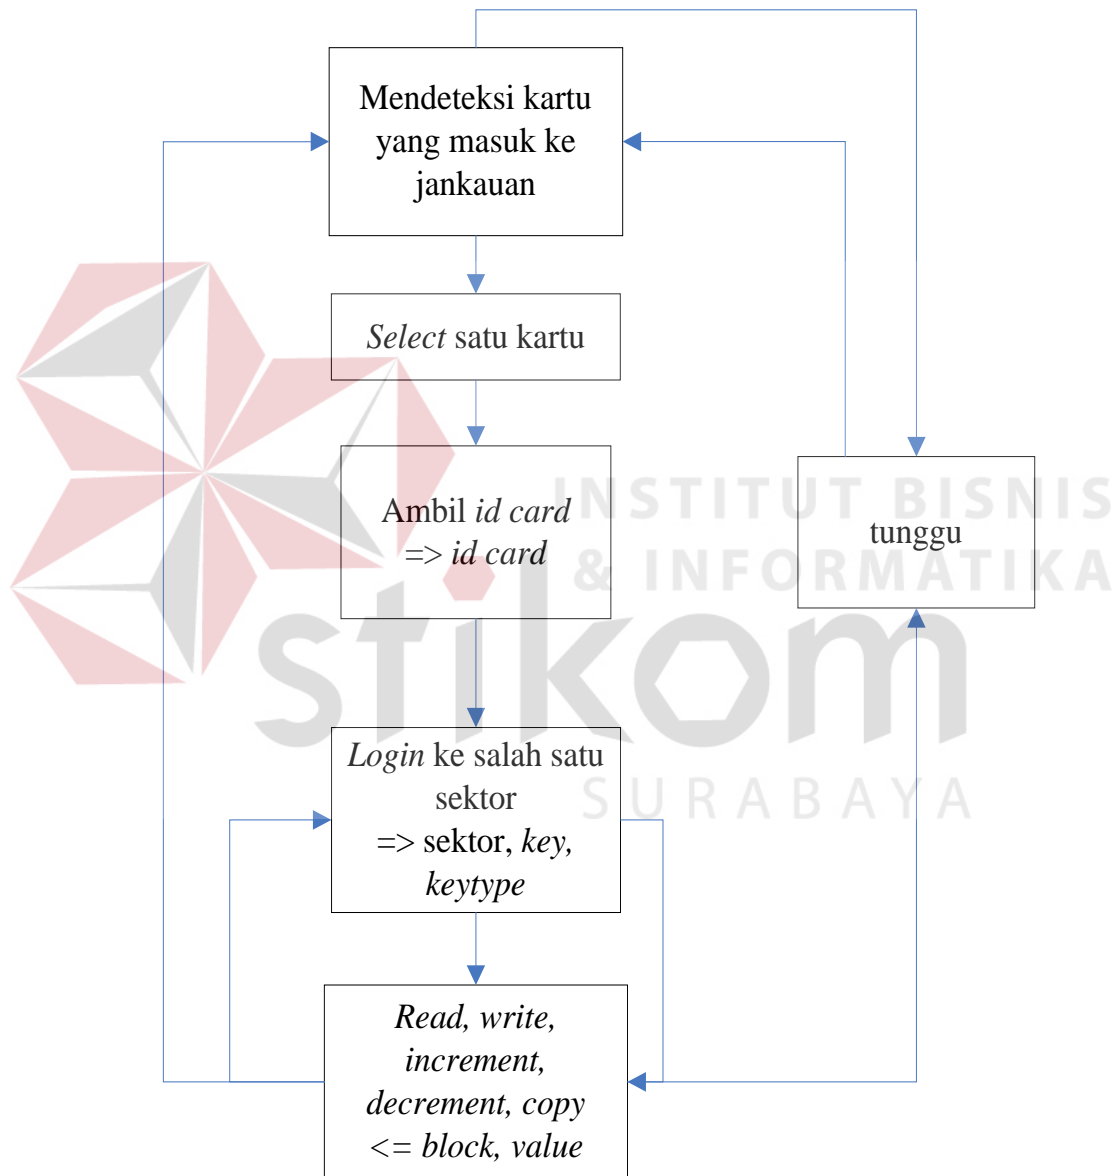 Mendeteksi kartu
yang masuk ke
jankauan
Select satu kartu
Ambil id card
=> id card
tunggu
Login ke salah satu
sektor
=> sektor, key,
keytype
Read, write,
increment,
decrement, copy
<= block, value
INSTITUT BISNIS
& INFORMATIKA
stikom
SURABAYA